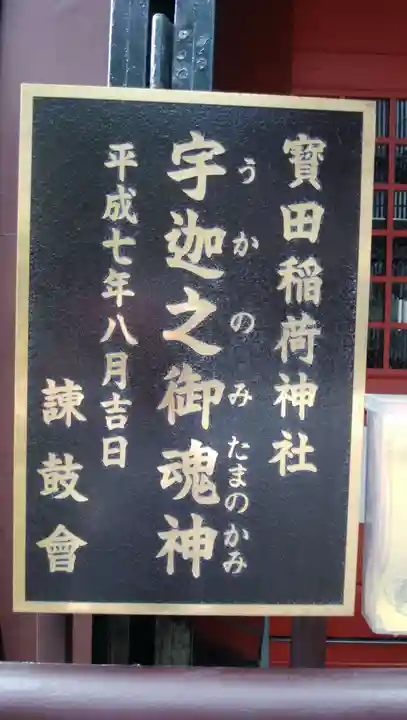 寳田稲荷神社
宇迦之御魂神
うかのみたまのかみ
平成七年八月吉日
諌鼓會